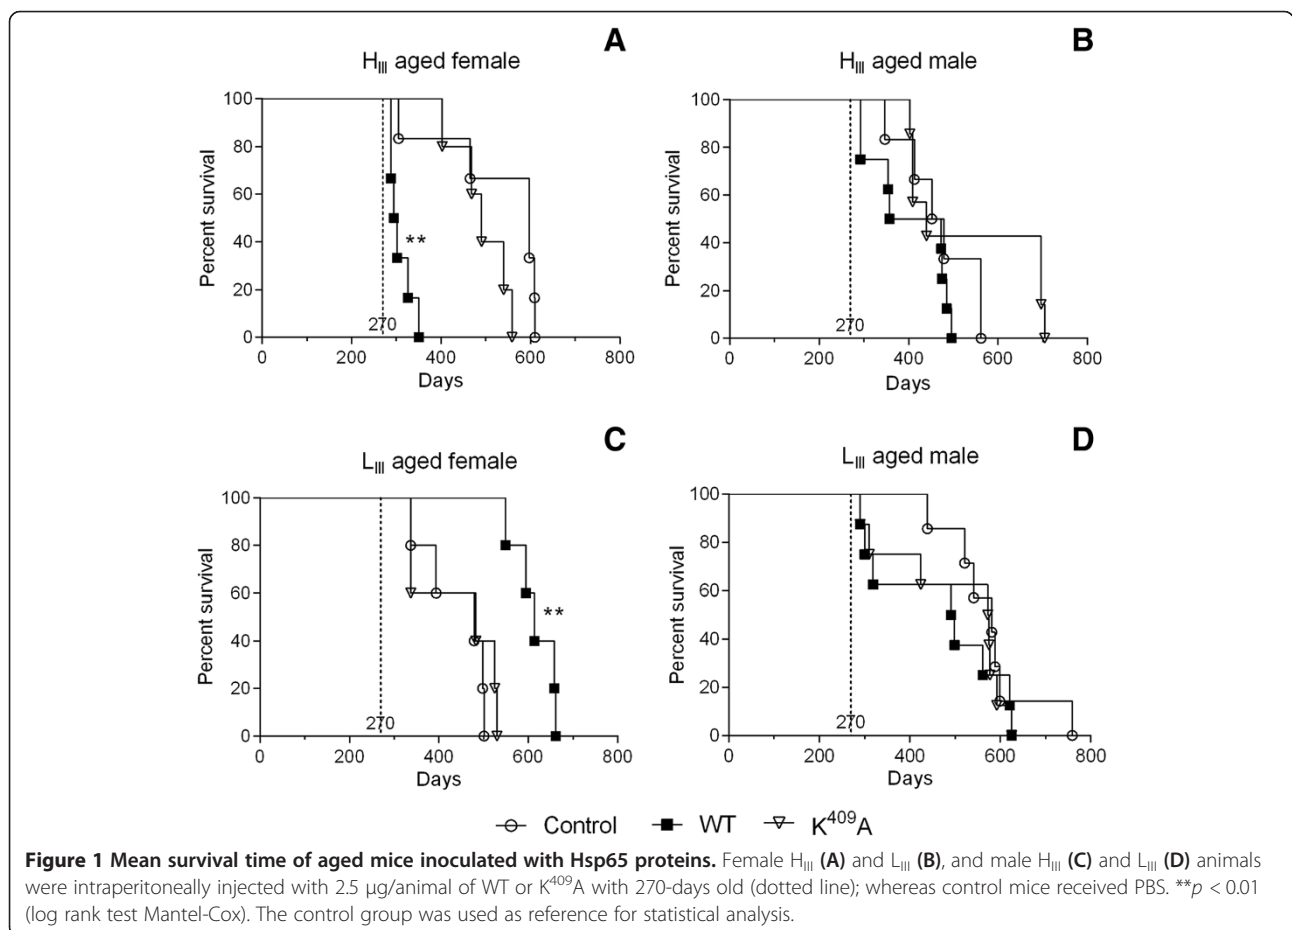 A
H_III aged female
100
80
60
40
20
0
Percent survival
**
270
0 200 400 600 800
Days
B
H_III aged male
100
80
60
40
20
0
Percent survival
270
0 200 400 600 800
Days
C
L_III aged female
100
80
60
40
20
0
Percent survival
**
270
0 200 400 600 800
Days
D
L_III aged male
100
80
60
40
20
0
Percent survival
270
0 200 400 600 800
Days
Control WT K^409A
Figure 1 Mean survival time of aged mice inoculated with Hsp65 proteins. Female H_III (A) and L_III (B), and male H_III (C) and L_III (D) animals
were intraperitoneally injected with 2.5 μg/animal of WT or K^409A with 270-days old (dotted line); whereas control mice received PBS. **p < 0.01
(log rank test Mantel-Cox). The control group was used as reference for statistical analysis.